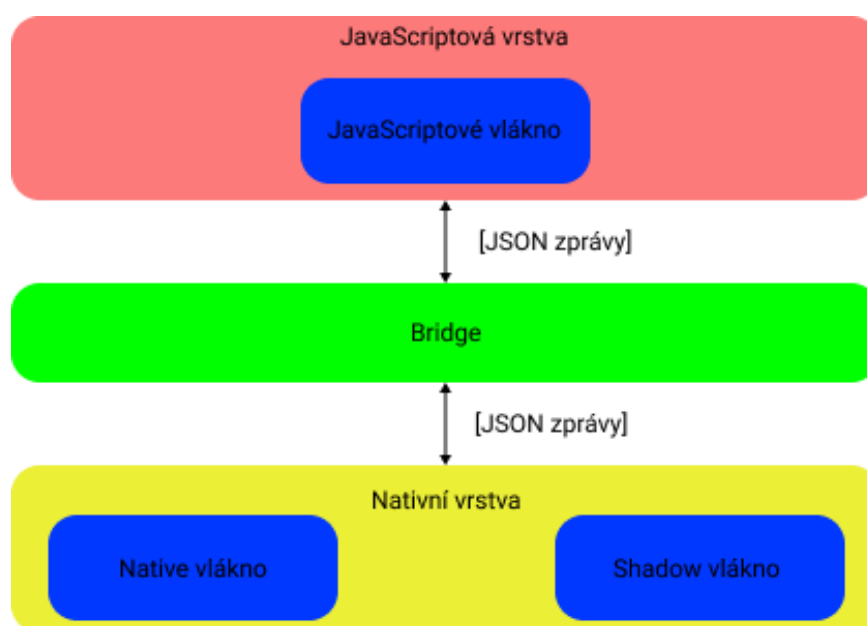 JavaScriptová vrstva
JavaScriptové vlákno
[JSON zprávy]
Bridge
[JSON zprávy]
Nativní vrstva
Native vlákno
Shadow vlákno